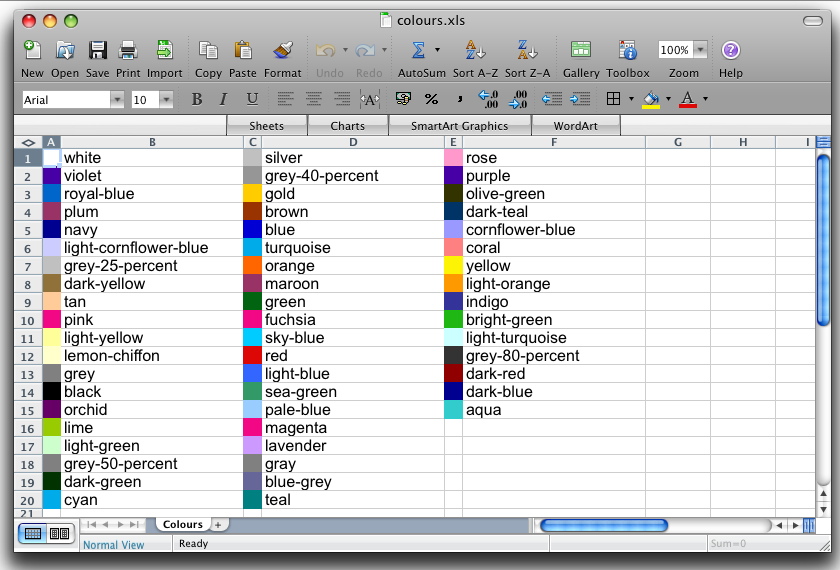 colours.xls
New Open Save Print Import Copy Paste Format Undo Redo AutoSum Sort A-Z Sort Z-A Gallery Toolbox 100% Zoom Help
Arial 10 B I U
Sheets Charts SmartArt Graphics WordArt
A B C D E F G H I
1 white silver rose
2 violet grey-40-percent purple
3 royal-blue gold olive-green
4 plum brown dark-teal
5 navy blue cornflower-blue
6 light-cornflower-blue turquoise coral
7 grey-25-percent orange yellow
8 dark-yellow maroon light-orange
9 tan green indigo
10 pink fuchsia bright-green
11 light-yellow sky-blue light-turquoise
12 lemon-chiffon red grey-80-percent
13 grey light-blue dark-red
14 black sea-green dark-blue
15 orchid pale-blue aqua
16 lime magenta
17 light-green lavender
18 grey-50-percent gray
19 dark-green blue-grey
20 cyan teal
21
Colours
Normal View Ready Sum=0